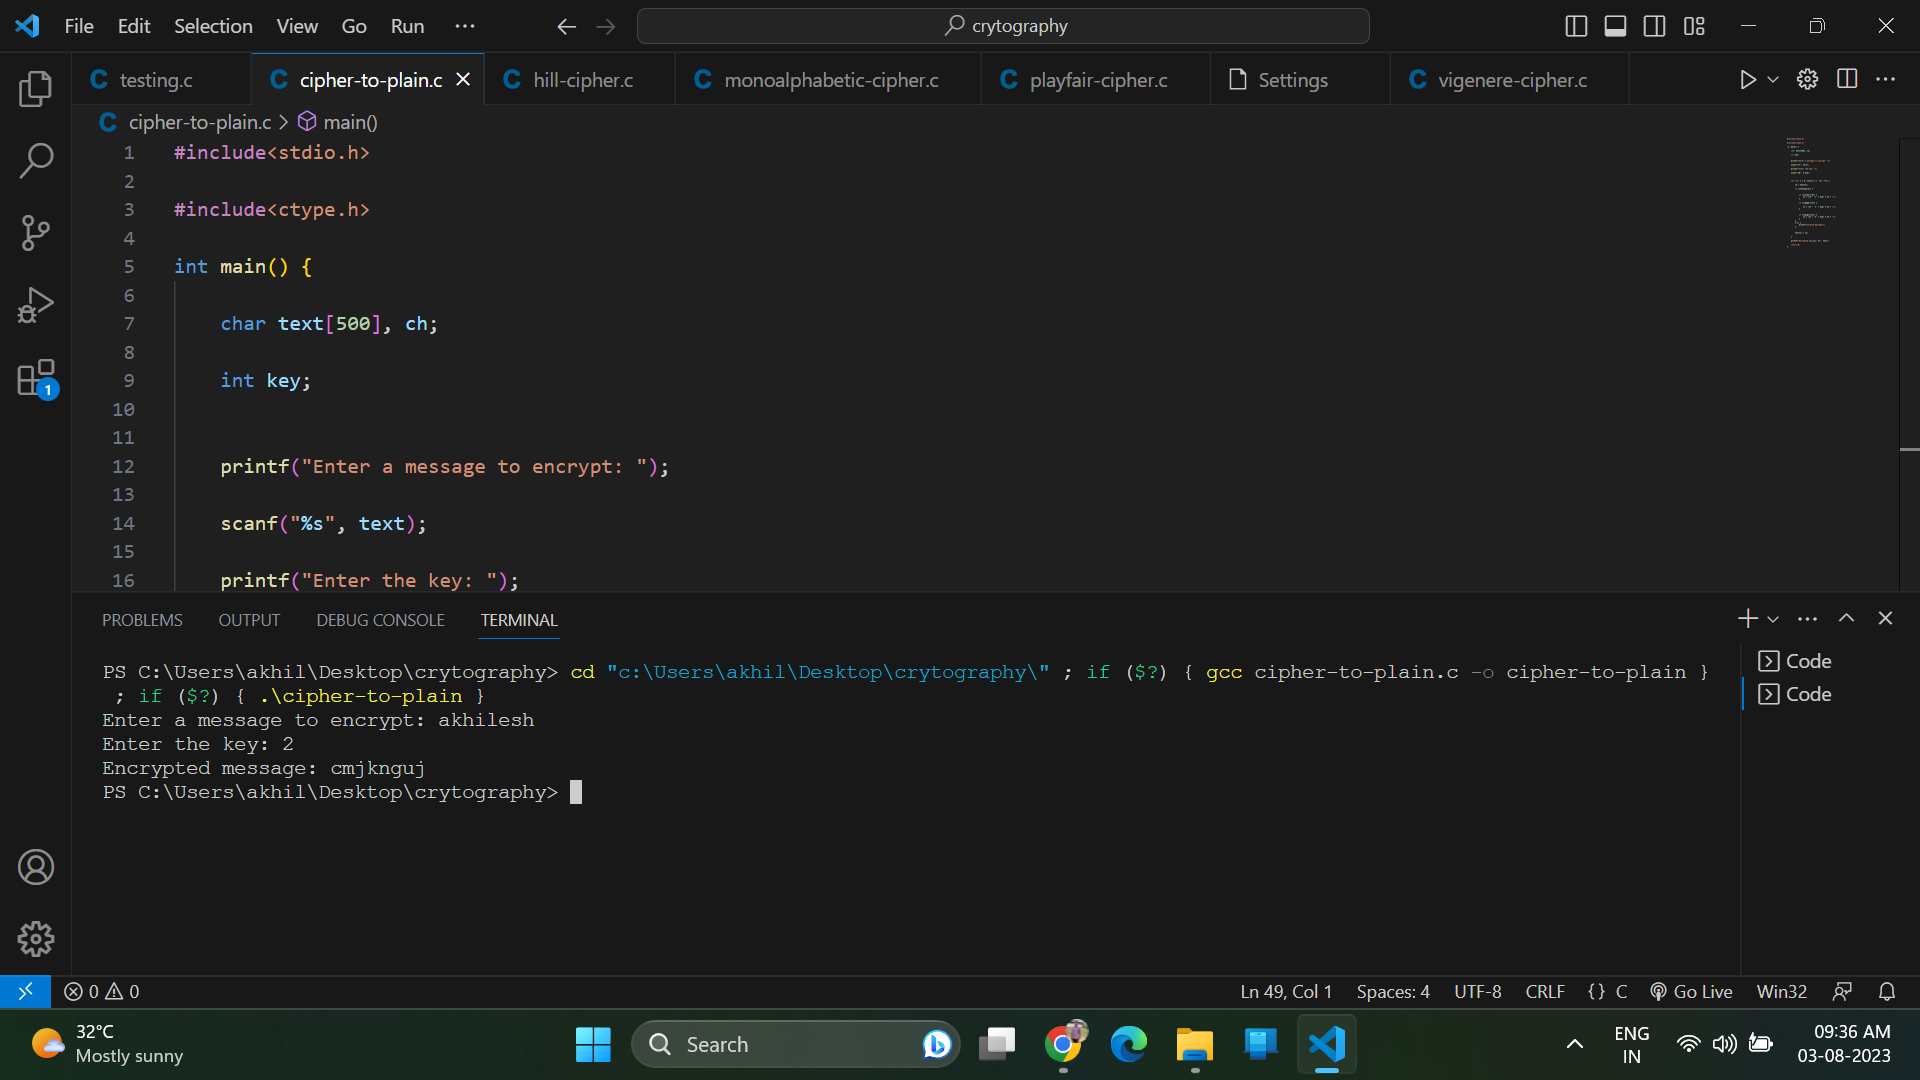 File Edit Selection View Go Run ··· crytography
testing.c cipher-to-plain.c hill-cipher.c monoalphabetic-cipher.c playfair-cipher.c Settings vigenere-cipher.c
cipher-to-plain.c > main()
1 #include<stdio.h>
2
3 #include<ctype.h>
4
5 int main() {
6
7 char text[500], ch;
8
9 int key;
10
11
12 printf("Enter a message to encrypt: ");
13
14 scanf("%s", text);
15
16 printf("Enter the key: ");
1
PROBLEMS OUTPUT DEBUG CONSOLE TERMINAL
PS C:\Users\akhil\Desktop\crytography> cd "c:\Users\akhil\Desktop\crytography\" ; if ($?) { gcc cipher-to-plain.c -o cipher-to-plain }
; if ($?) { .\cipher-to-plain }
Enter a message to encrypt: akhilesh
Enter the key: 2
Encrypted message: cmjknguj
PS C:\Users\akhil\Desktop\crytography>
Code
Code
0 0 Ln 49, Col 1 Spaces: 4 UTF-8 CRLF {} C Go Live Win32
32°C
Mostly sunny
Search
ENG
IN
09:36 AM
03-08-2023